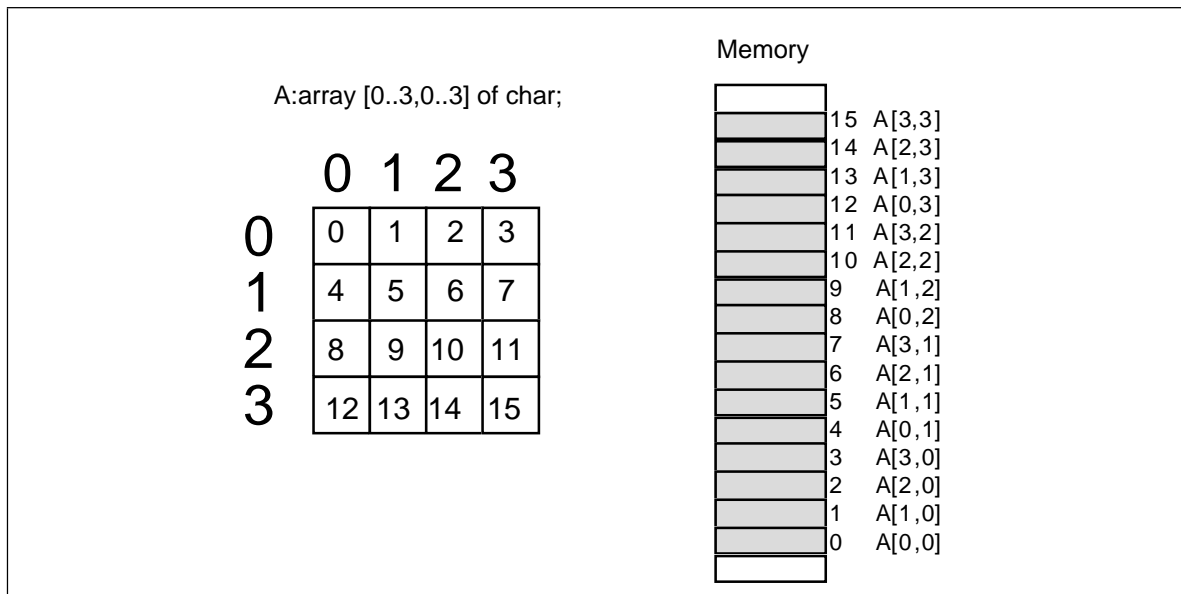 A:array [0..3,0..3] of char;
0 1 2 3
0 0 1 2 3
1 4 5 6 7
2 8 9 10 11
3 12 13 14 15
Memory
15 A[3,3]
14 A[2,3]
13 A[1,3]
12 A[0,3]
11 A[3,2]
10 A[2,2]
9 A[1,2]
8 A[0,2]
7 A[3,1]
6 A[2,1]
5 A[1,1]
4 A[0,1]
3 A[3,0]
2 A[2,0]
1 A[1,0]
0 A[0,0]